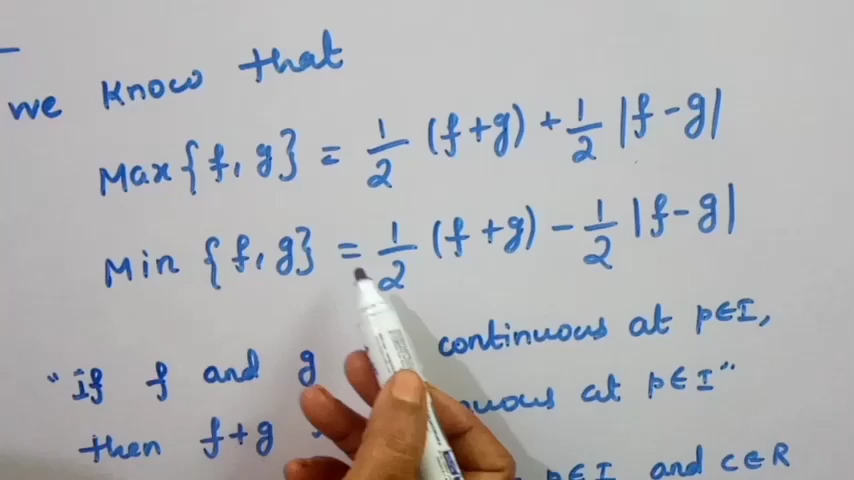 we know that
Max{f, g} = 1/2 (f+g) + 1/2 |f-g|
Min {f, g} = 1/2 (f+g) - 1/2 |f-g|
"If f and g continuous at p∈I,
then f+g at p∈I"
p∈I and c∈R